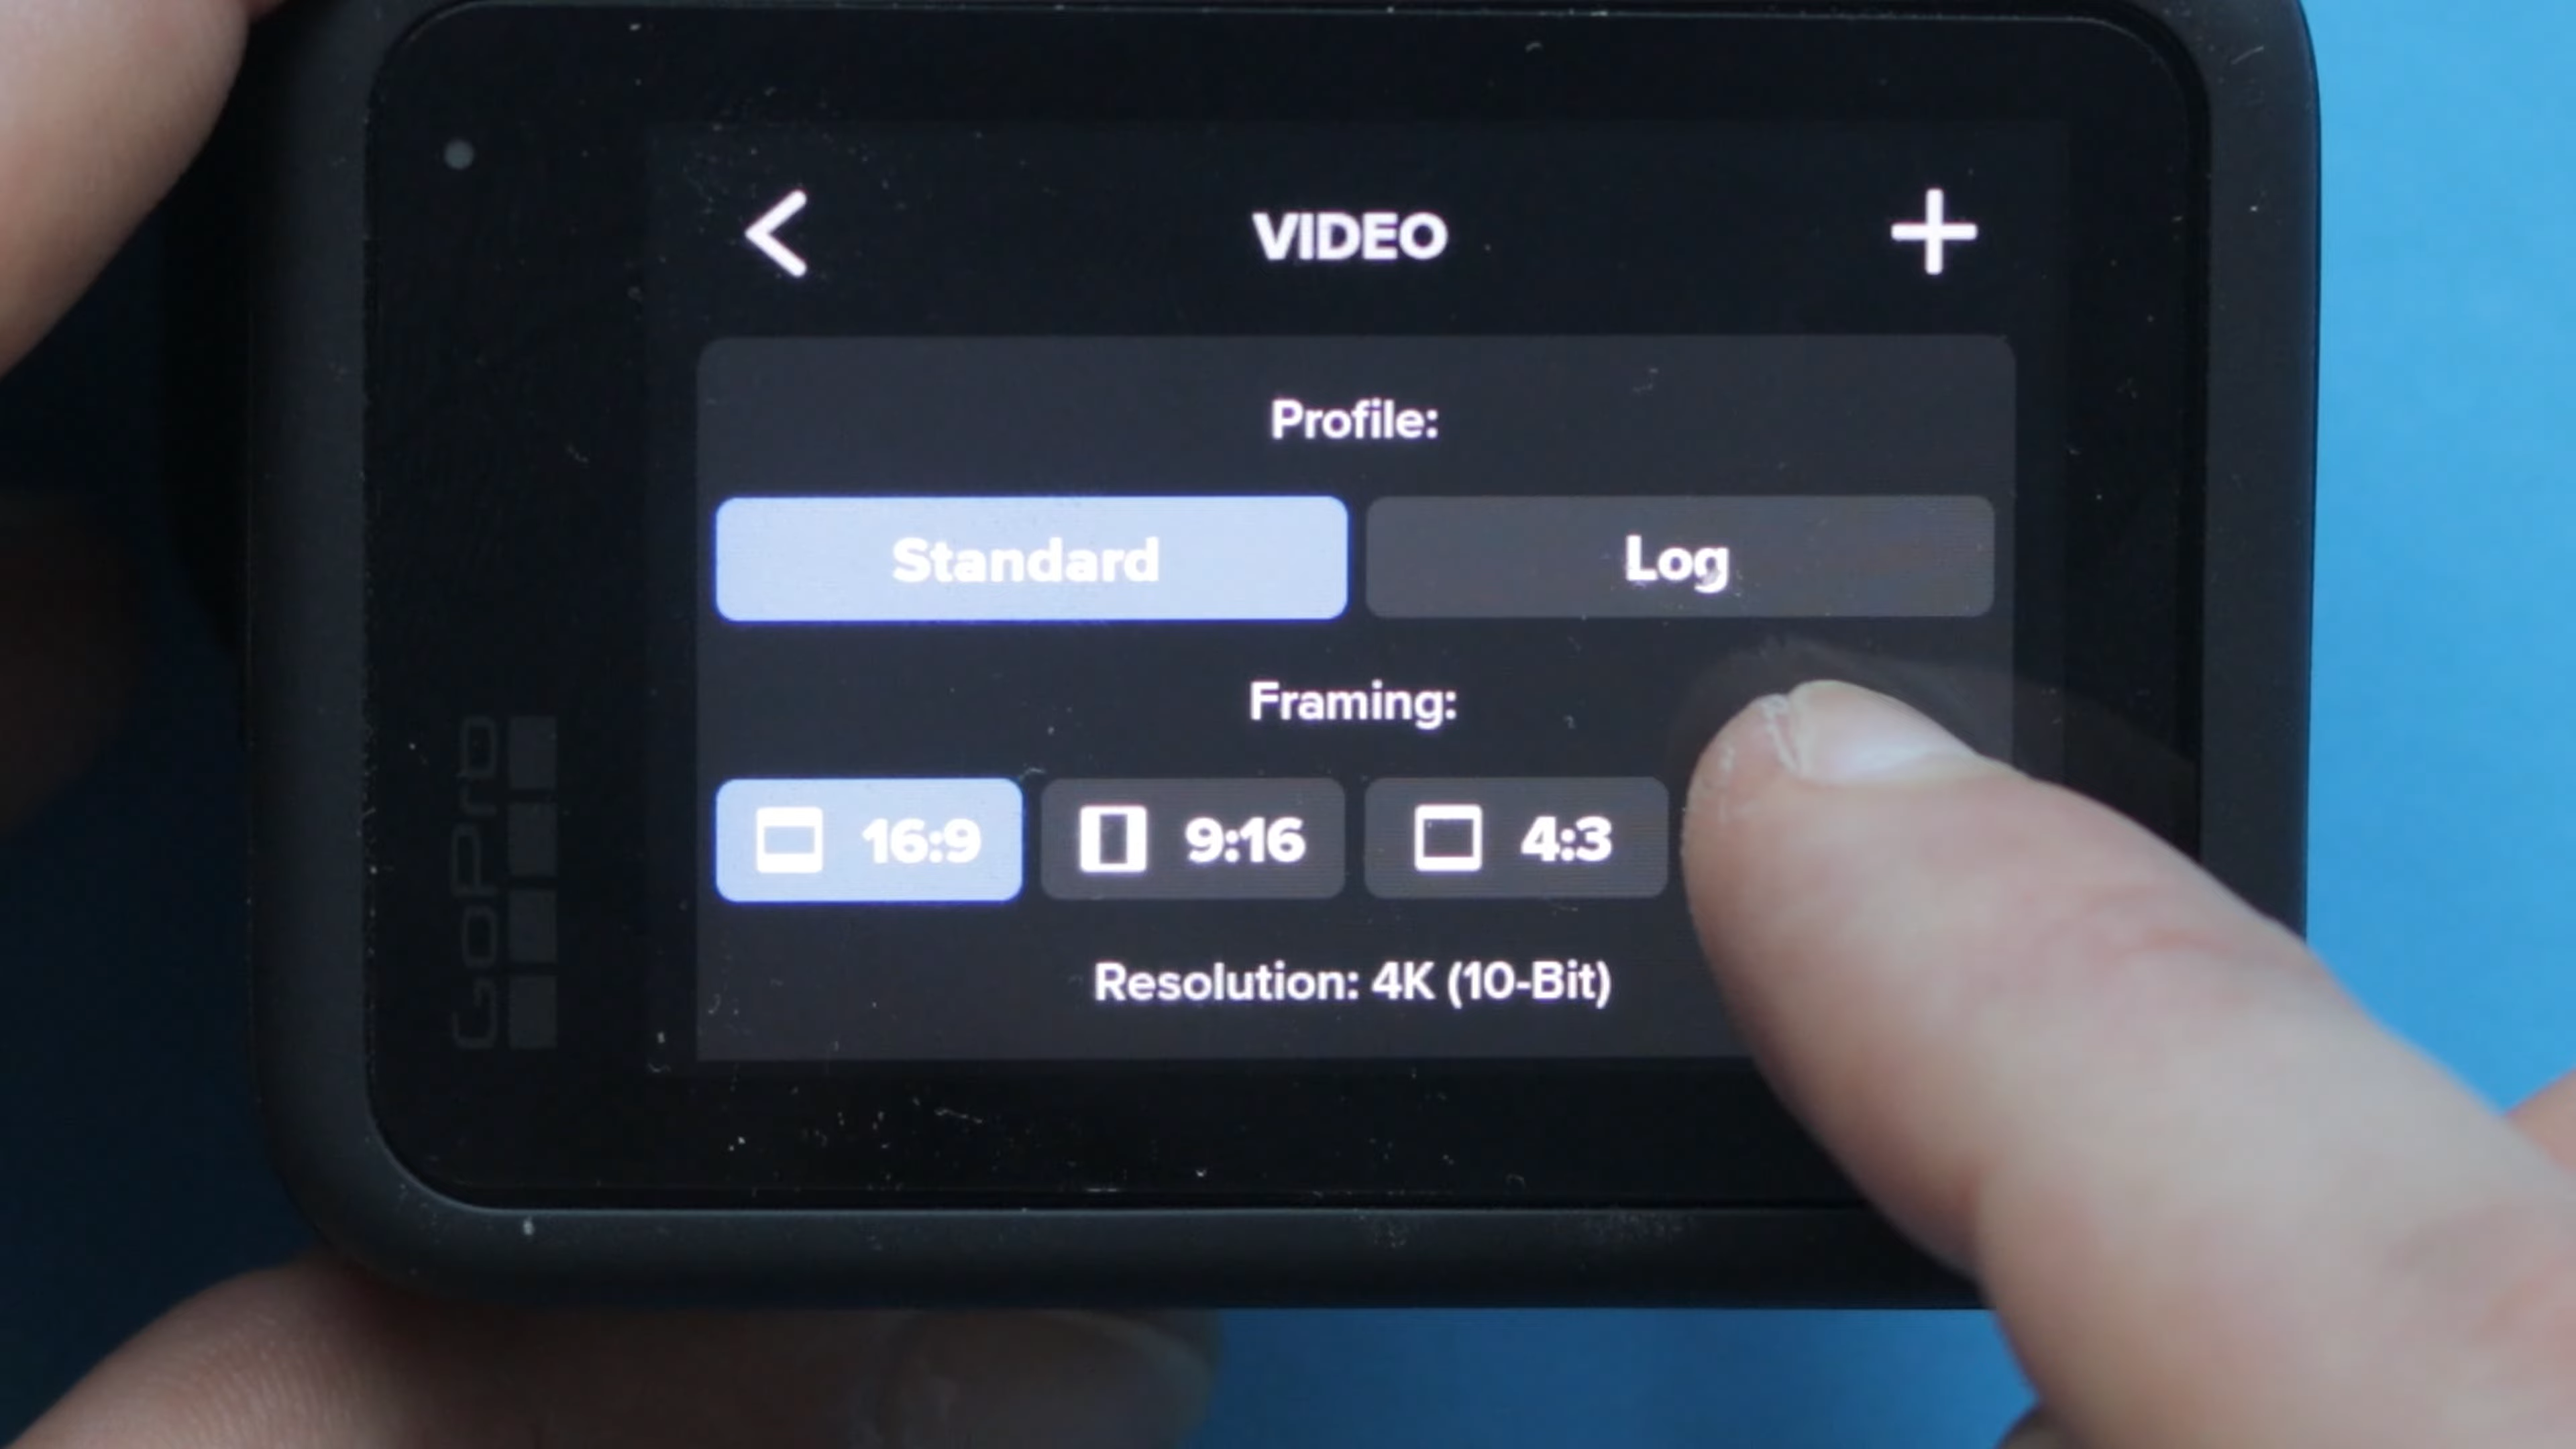 VIDEO
Profile:
Standard Log
Framing:
16:9 9:16 4:3
Resolution: 4K (10-Bit)
GoPro